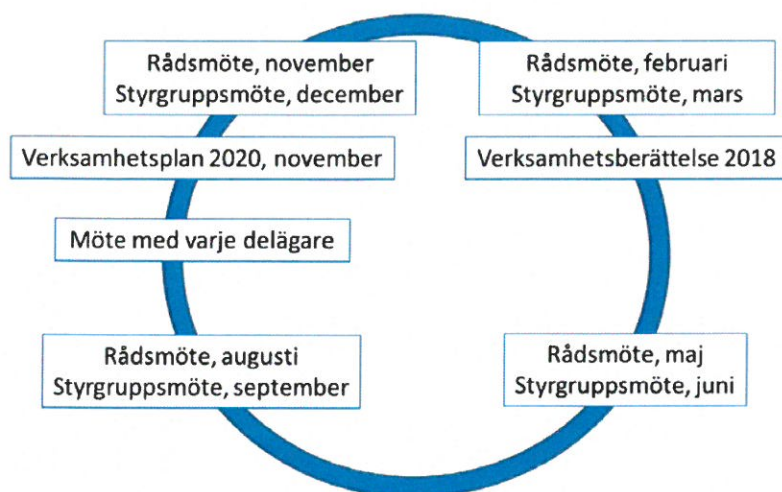 Rådsmöte, november
Styrgruppsmöte, december
Rådsmöte, februari
Styrgruppsmöte, mars
Verksamhetsplan 2020, november
Verksamhetsberättelse 2018
Möte med varje delägare
Rådsmöte, augusti
Styrgruppsmöte, september
Rådsmöte, maj
Styrgruppsmöte, juni